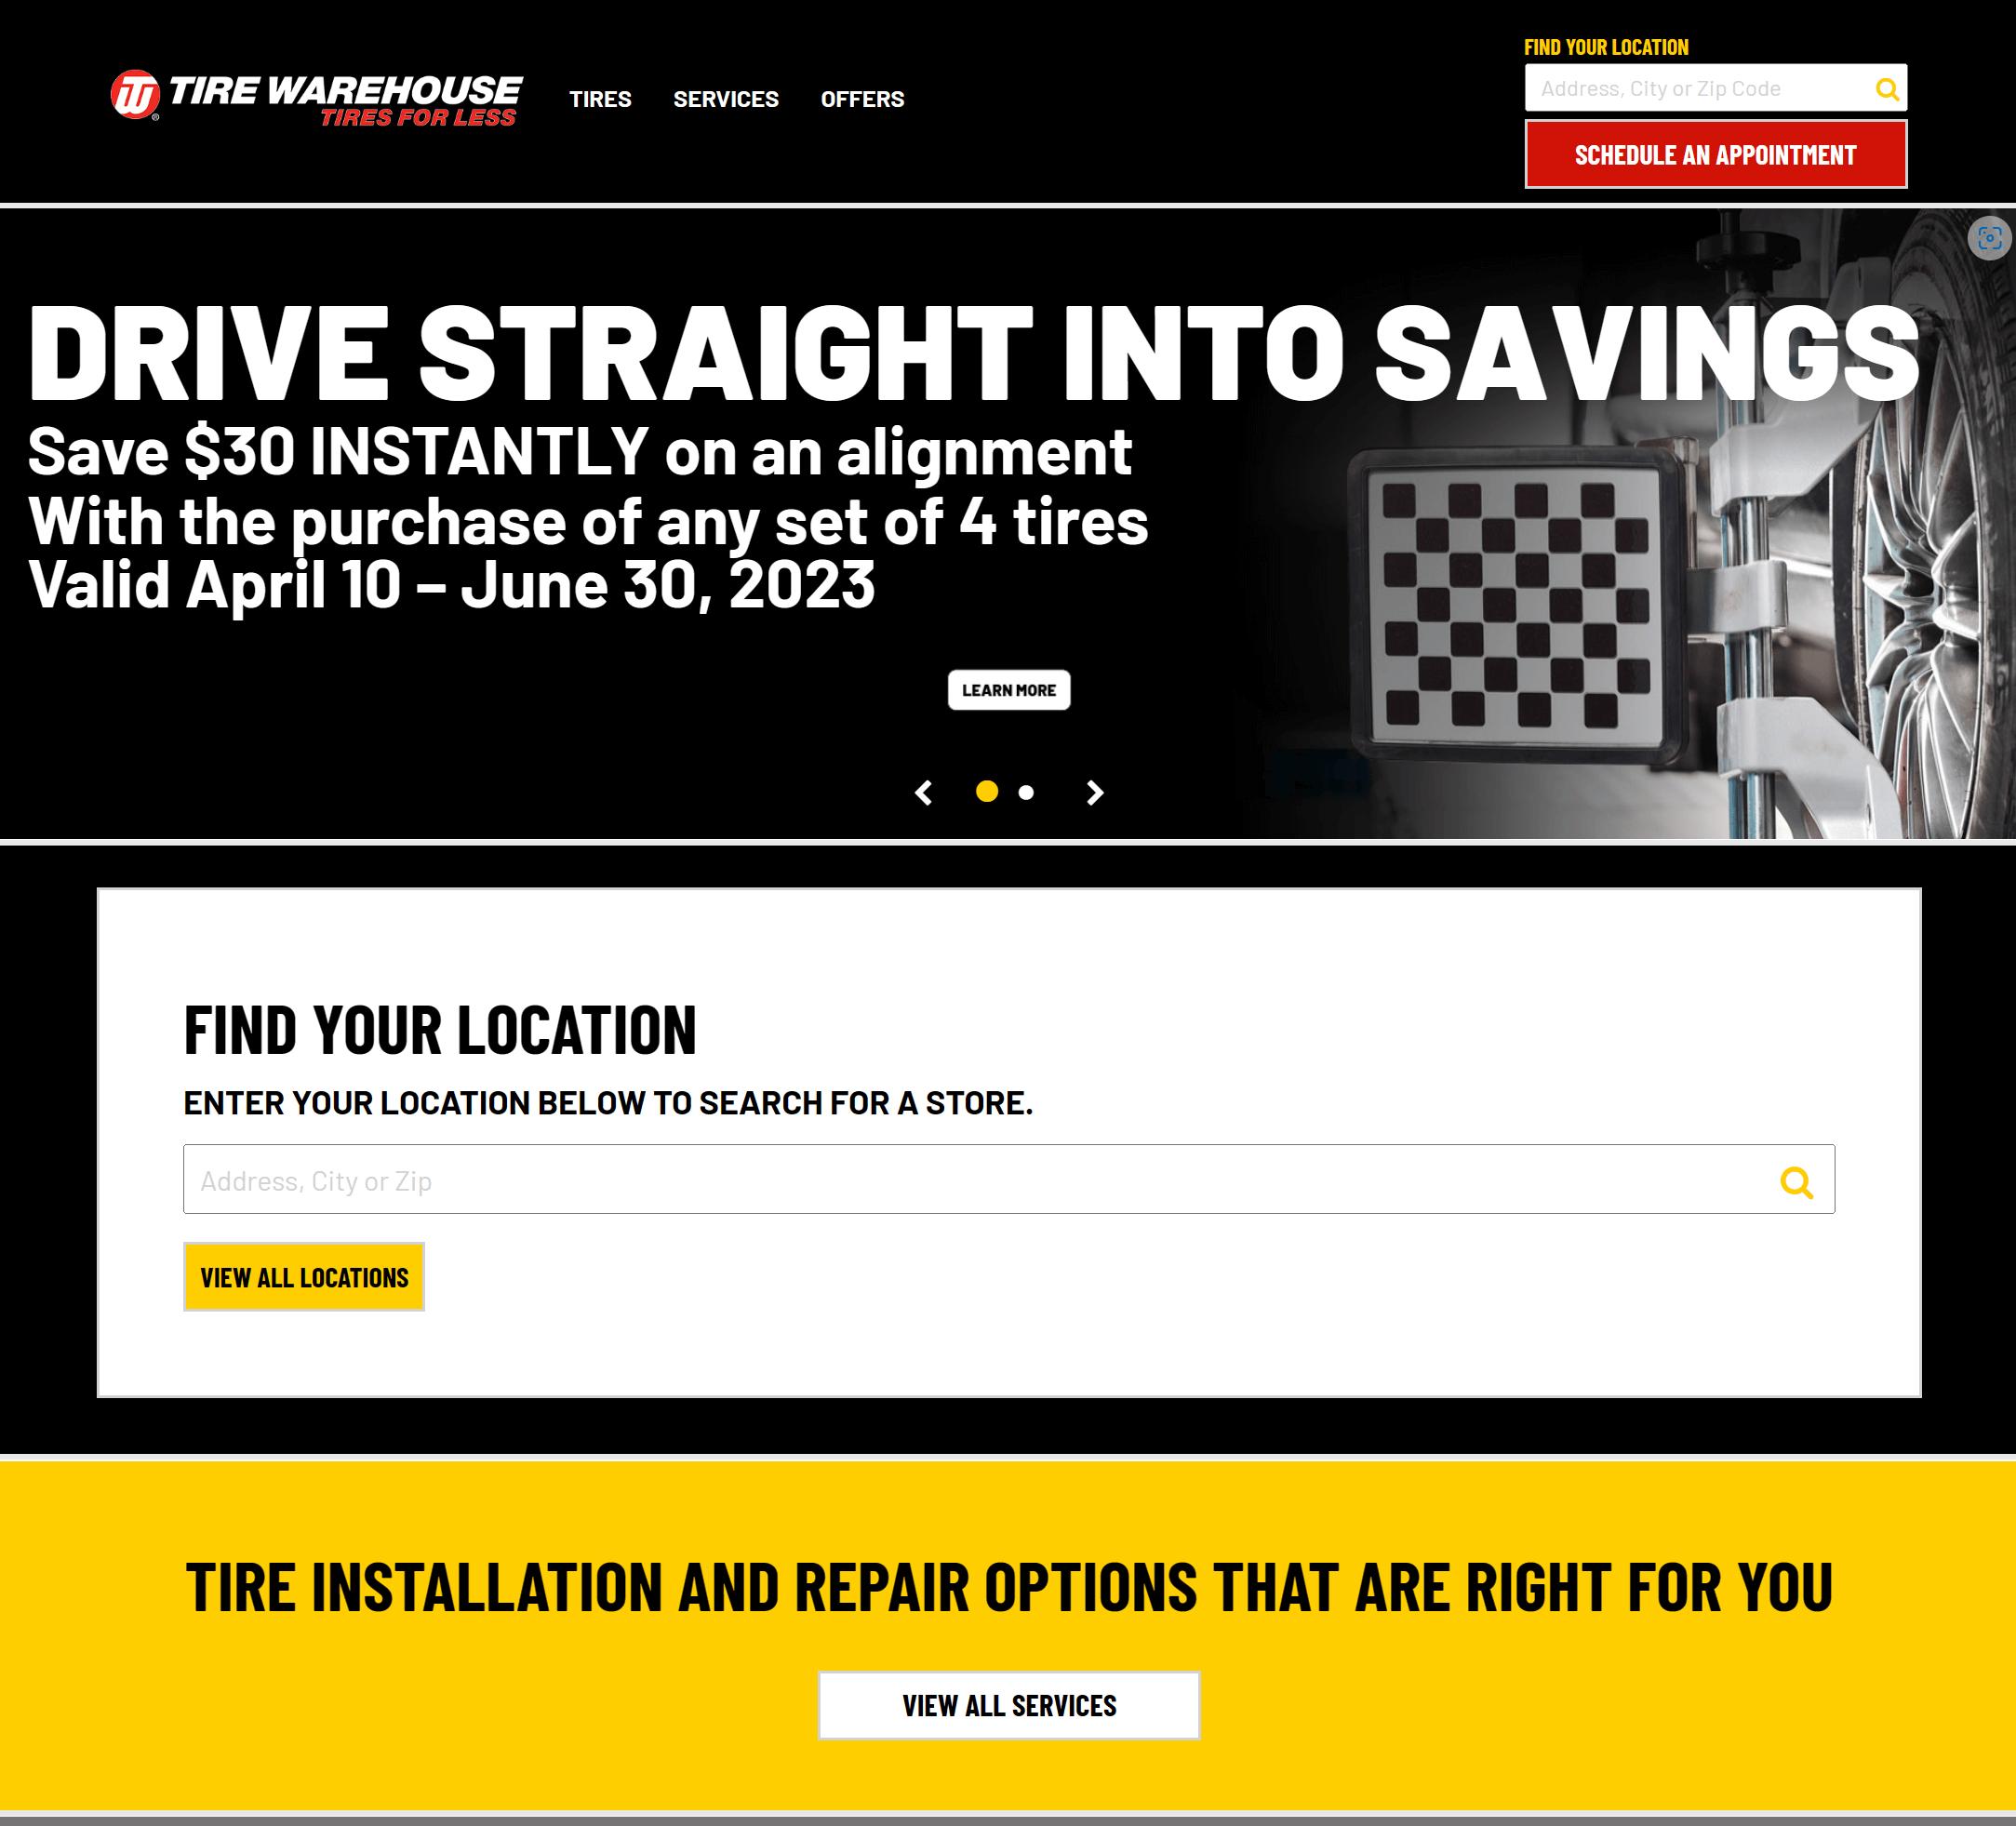 TW ®
TIRE WAREHOUSE
TIRES FOR LESS
TIRES SERVICES OFFERS
FIND YOUR LOCATION
Address, City or Zip Code
SCHEDULE AN APPOINTMENT
DRIVE STRAIGHT INTO SAVINGS
Save $30 INSTANTLY on an alignment
With the purchase of any set of 4 tires
Valid April 10 – June 30, 2023
LEARN MORE
FIND YOUR LOCATION
ENTER YOUR LOCATION BELOW TO SEARCH FOR A STORE.
Address, City or Zip
VIEW ALL LOCATIONS
TIRE INSTALLATION AND REPAIR OPTIONS THAT ARE RIGHT FOR YOU
VIEW ALL SERVICES